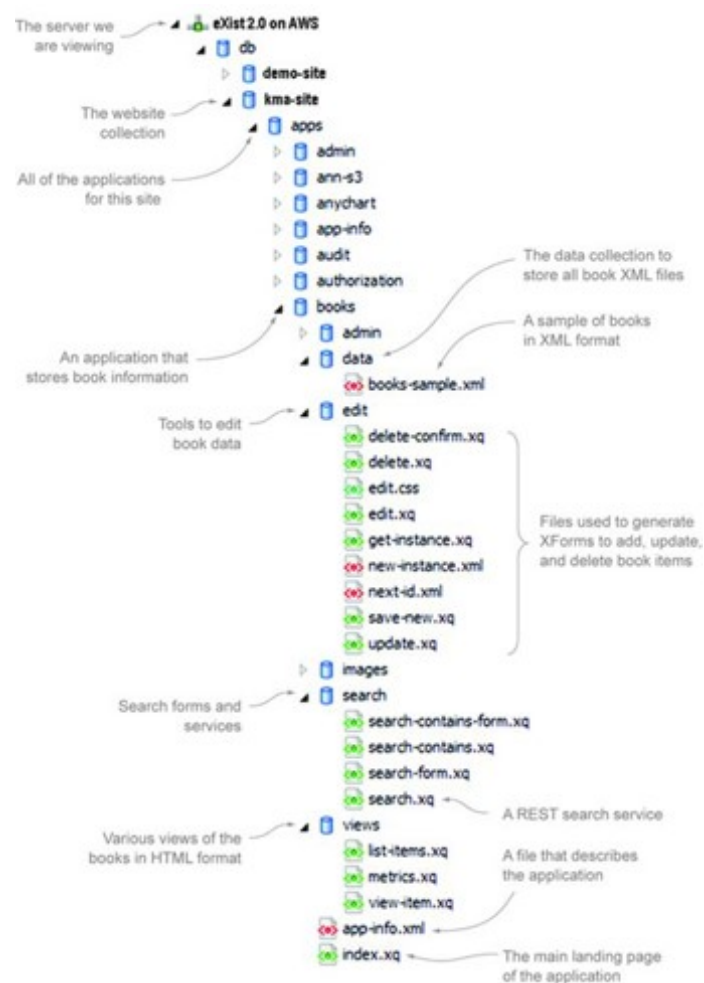 The server we
are viewing
eXist 2.0 on AWS
db
demo-site
kma-site
The website
collection
apps
All of the applications
for this site
admin
ann-s3
anychart
app-info
audit
authorization
The data collection to
store all book XML files
books
An application that
stores book information
admin
data
A sample of books
in XML format
books-sample.xml
edit
Tools to edit
book data
delete-confirm.xq
delete.xq
edit.css
edit.xq
get-instance.xq
new-instance.xml
next-id.xml
save-new.xq
update.xq
Files used to generate
XForms to add, update,
and delete book items
images
search
Search forms and
services
search-contains-form.xq
search-contains.xq
search-form.xq
search.xq
A REST search service
views
Various views of the
books in HTML format
list-items.xq
metrics.xq
view-item.xq
A file that describes
the application
app-info.xml
index.xq
The main landing page
of the application